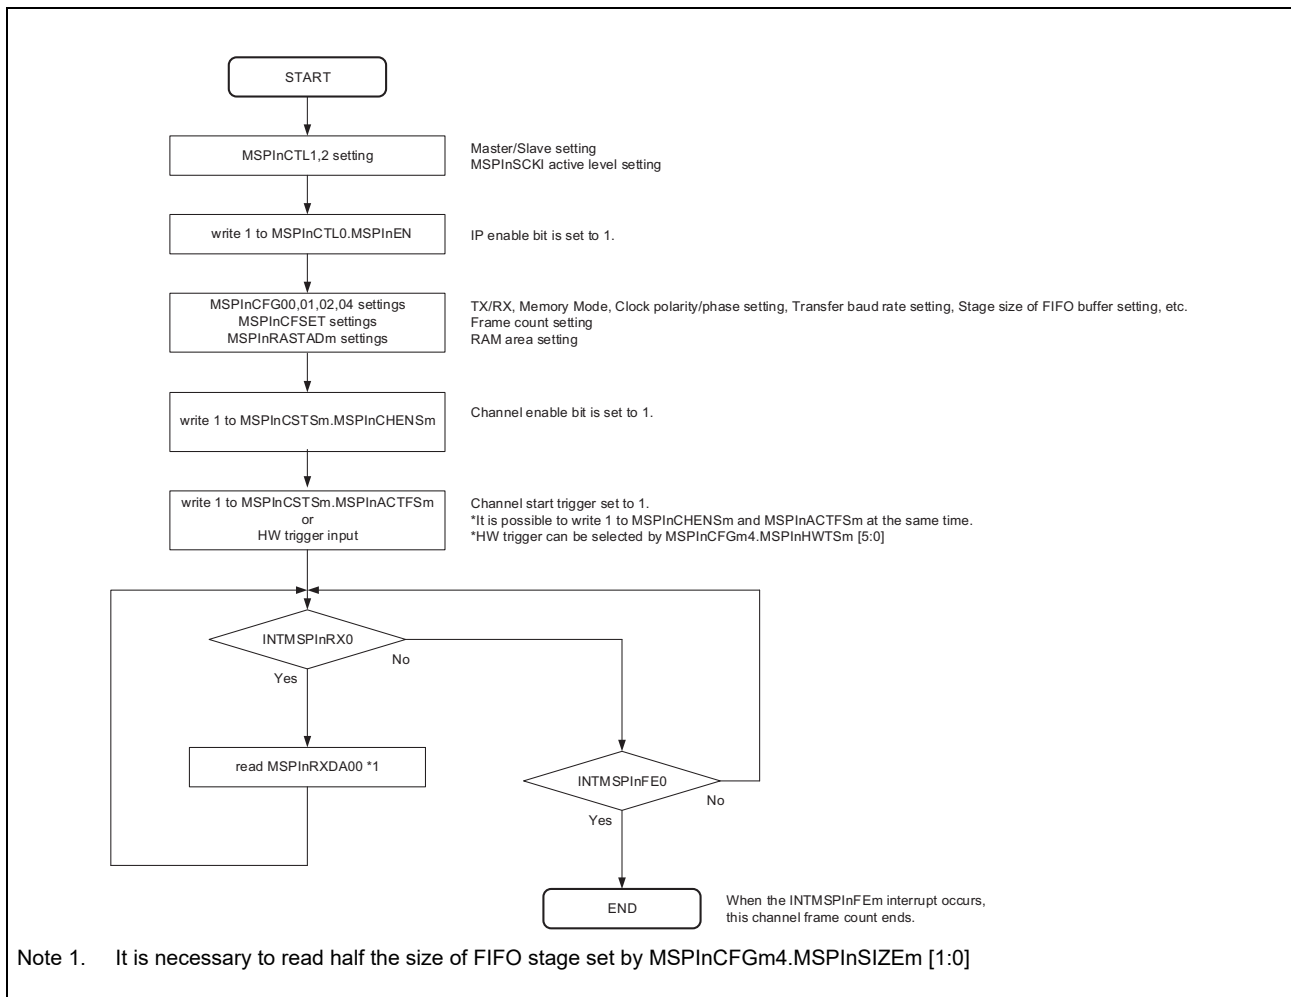 START
MSPInCTL1,2 setting
Master/Slave setting
MSPInSCKI active level setting
write 1 to MSPInCTL0.MSPInEN
IP enable bit is set to 1.
MSPInCFG00,01,02,04 settings
MSPInCFSET settings
MSPInRASTADm settings
TX/RX, Memory Mode, Clock polarity/phase setting, Transfer baud rate setting, Stage size of FIFO buffer setting, etc.
Frame count setting
RAM area setting
write 1 to MSPInCSTSm.MSPInCHENSm
Channel enable bit is set to 1.
write 1 to MSPInCSTSm.MSPInACTFSm
or
HW trigger input
Channel start trigger set to 1.
*It is possible to write 1 to MSPInCHENSm and MSPInACTFSm at the same time.
*HW trigger can be selected by MSPInCFGm4.MSPInHWTSm [5:0]
INTMSPInRX0
No
Yes
read MSPInRXDA00 *1
INTMSPInFE0
No
Yes
END
When the INTMSPInFEm interrupt occurs,
this channel frame count ends.
Note 1. It is necessary to read half the size of FIFO stage set by MSPInCFGm4.MSPInSIZEm [1:0]